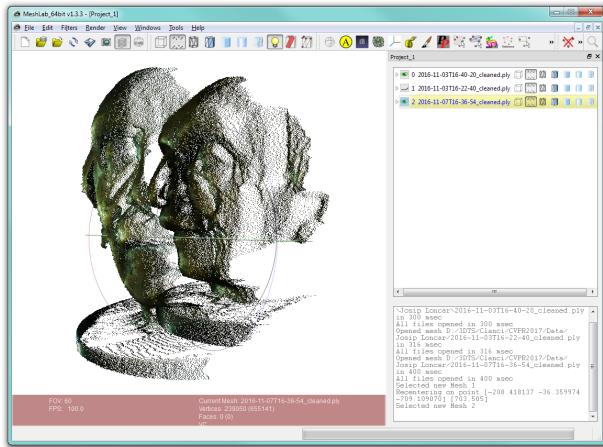 MeshLab_64bit v1.3.3 - [Project_1]
File Edit Filters Render View Windows Tools Help
Project_1
0 2016-11-03T16-40-20_cleaned.ply
1 2016-11-03T16-22-40_cleaned.ply
2 2016-11-07T16-36-54_cleaned.ply
\Josip Loncar\2016-11-03T16-40-20_cleaned.ply
in 300 msec
All files opened in 300 msec
Opened mesh D:/3DTS/Clanci/CVPR2017/Data/
Josip Loncar/2016-11-03T16-22-40_cleaned.ply
in 316 msec
All files opened in 316 msec
Opened mesh D:/3DTS/Clanci/CVPR2017/Data/
Josip Loncar/2016-11-07T16-36-54_cleaned.ply
in 400 msec
All files opened in 400 msec
Selected new Mesh 1
Recentering on point [-208.418137 -36.359974
-709.109070] [703,505]
Selected new Mesh 2
FOV: 60
FPS: 100.0
Current Mesh: 2016-11-07T16-36-54_cleaned.ply
Vertices: 239050 (655141)
Faces: 0 (0)
VC